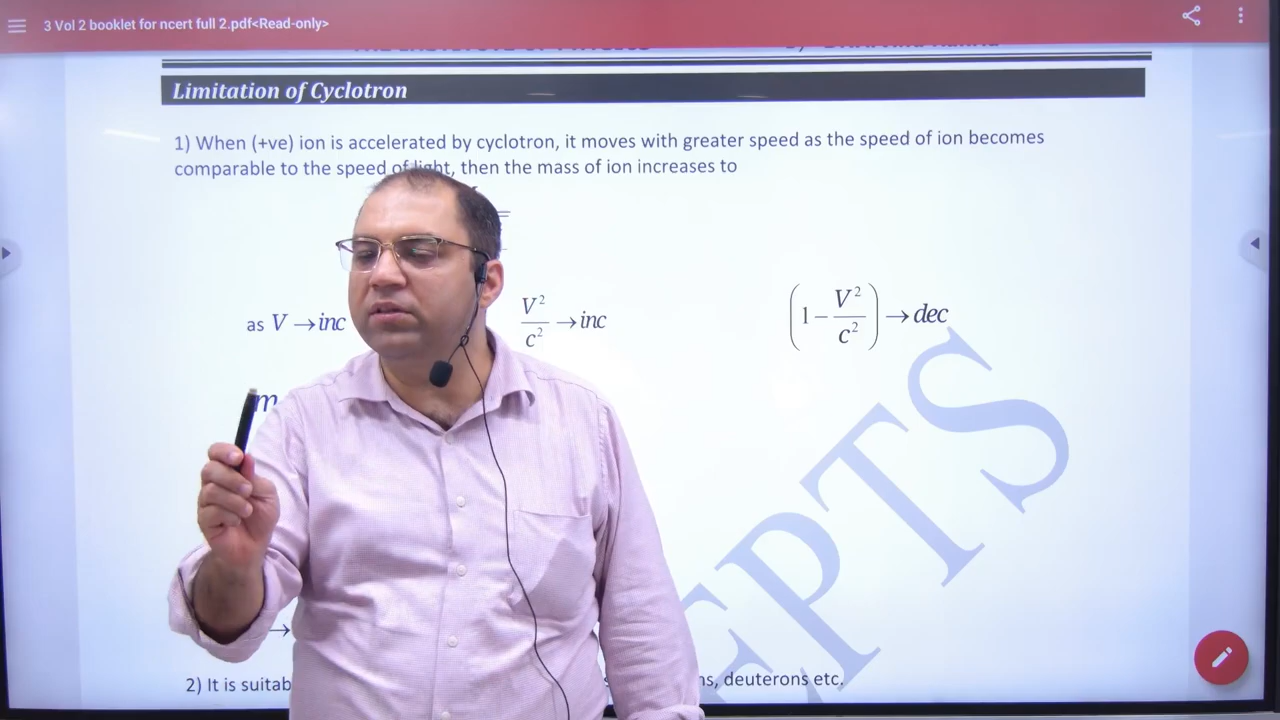 3 Vol 2 booklet for ncert full 2.pdf<Read-only>
Limitation of Cyclotron
1) When (+ve) ion is accelerated by cyclotron, it moves with greater speed as the speed of ion becomes
comparable to the speed of light, then the mass of ion increases to
as V →inc V²/c² →inc (1 − V²/c²) → dec
m
→
2) It is suitab ns, deuterons etc.
EPTS